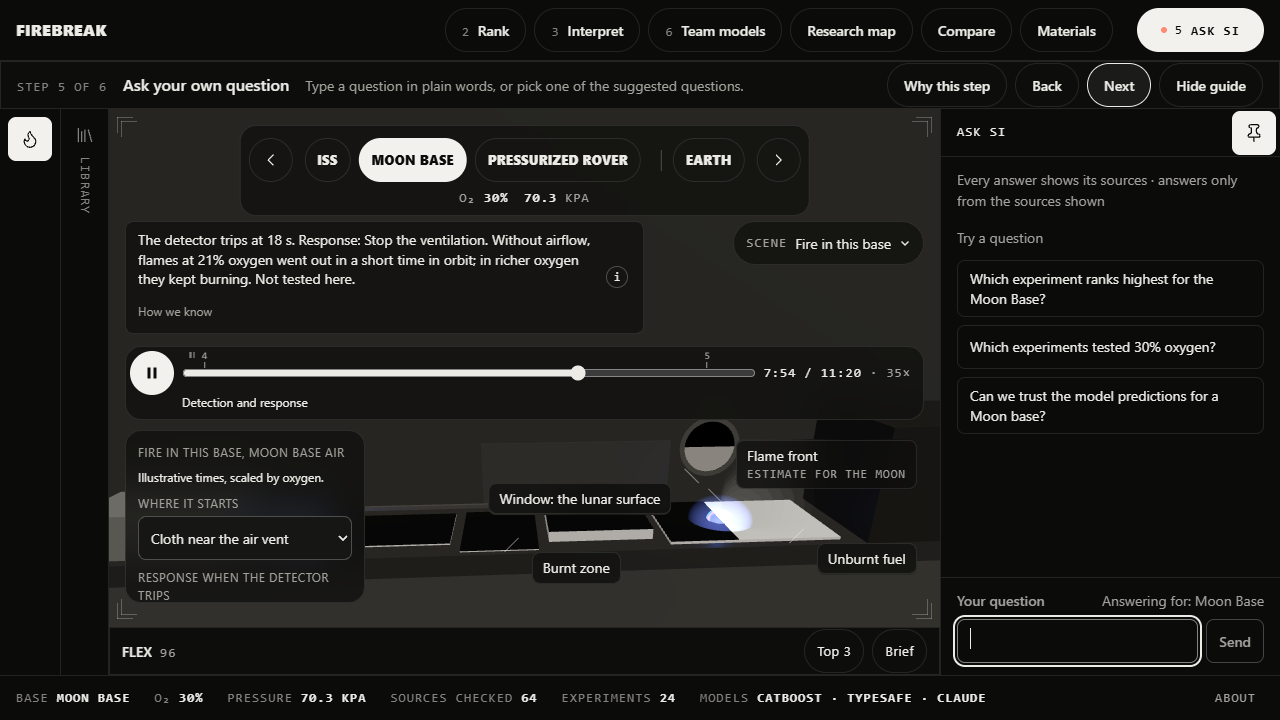 FIREBREAK
2 Rank
3 Interpret
6 Team models
Research map
Compare
Materials
5 ASK SI
STEP 5 OF 6
Ask your own question
Type a question in plain words, or pick one of the suggested questions.
Why this step
Back
Next
Hide guide
LIBRARY
ISS
MOON BASE
PRESSURIZED ROVER
EARTH
O₂ 30% 70.3 KPA
The detector trips at 18 s. Response: Stop the ventilation. Without airflow,
flames at 21% oxygen went out in a short time in orbit; in richer oxygen
they kept burning. Not tested here.
i
How we know
SCENE Fire in this base
4
5
7:54 / 11:20 · 35×
Detection and response
FIRE IN THIS BASE, MOON BASE AIR
Illustrative times, scaled by oxygen.
WHERE IT STARTS
Cloth near the air vent
RESPONSE WHEN THE DETECTOR
TRIPS
Flame front
ESTIMATE FOR THE MOON
Window: the lunar surface
Burnt zone
Unburnt fuel
FLEX 96
Top 3
Brief
ASK SI
Every answer shows its sources · answers only
from the sources shown
Try a question
Which experiment ranks highest for the
Moon Base?
Which experiments tested 30% oxygen?
Can we trust the model predictions for a
Moon base?
Your question
Answering for: Moon Base
Send
BASE MOON BASE
O₂ 30%
PRESSURE 70.3 KPA
SOURCES CHECKED 64
EXPERIMENTS 24
MODELS CATBOOST · TYPESAFE · CLAUDE
ABOUT